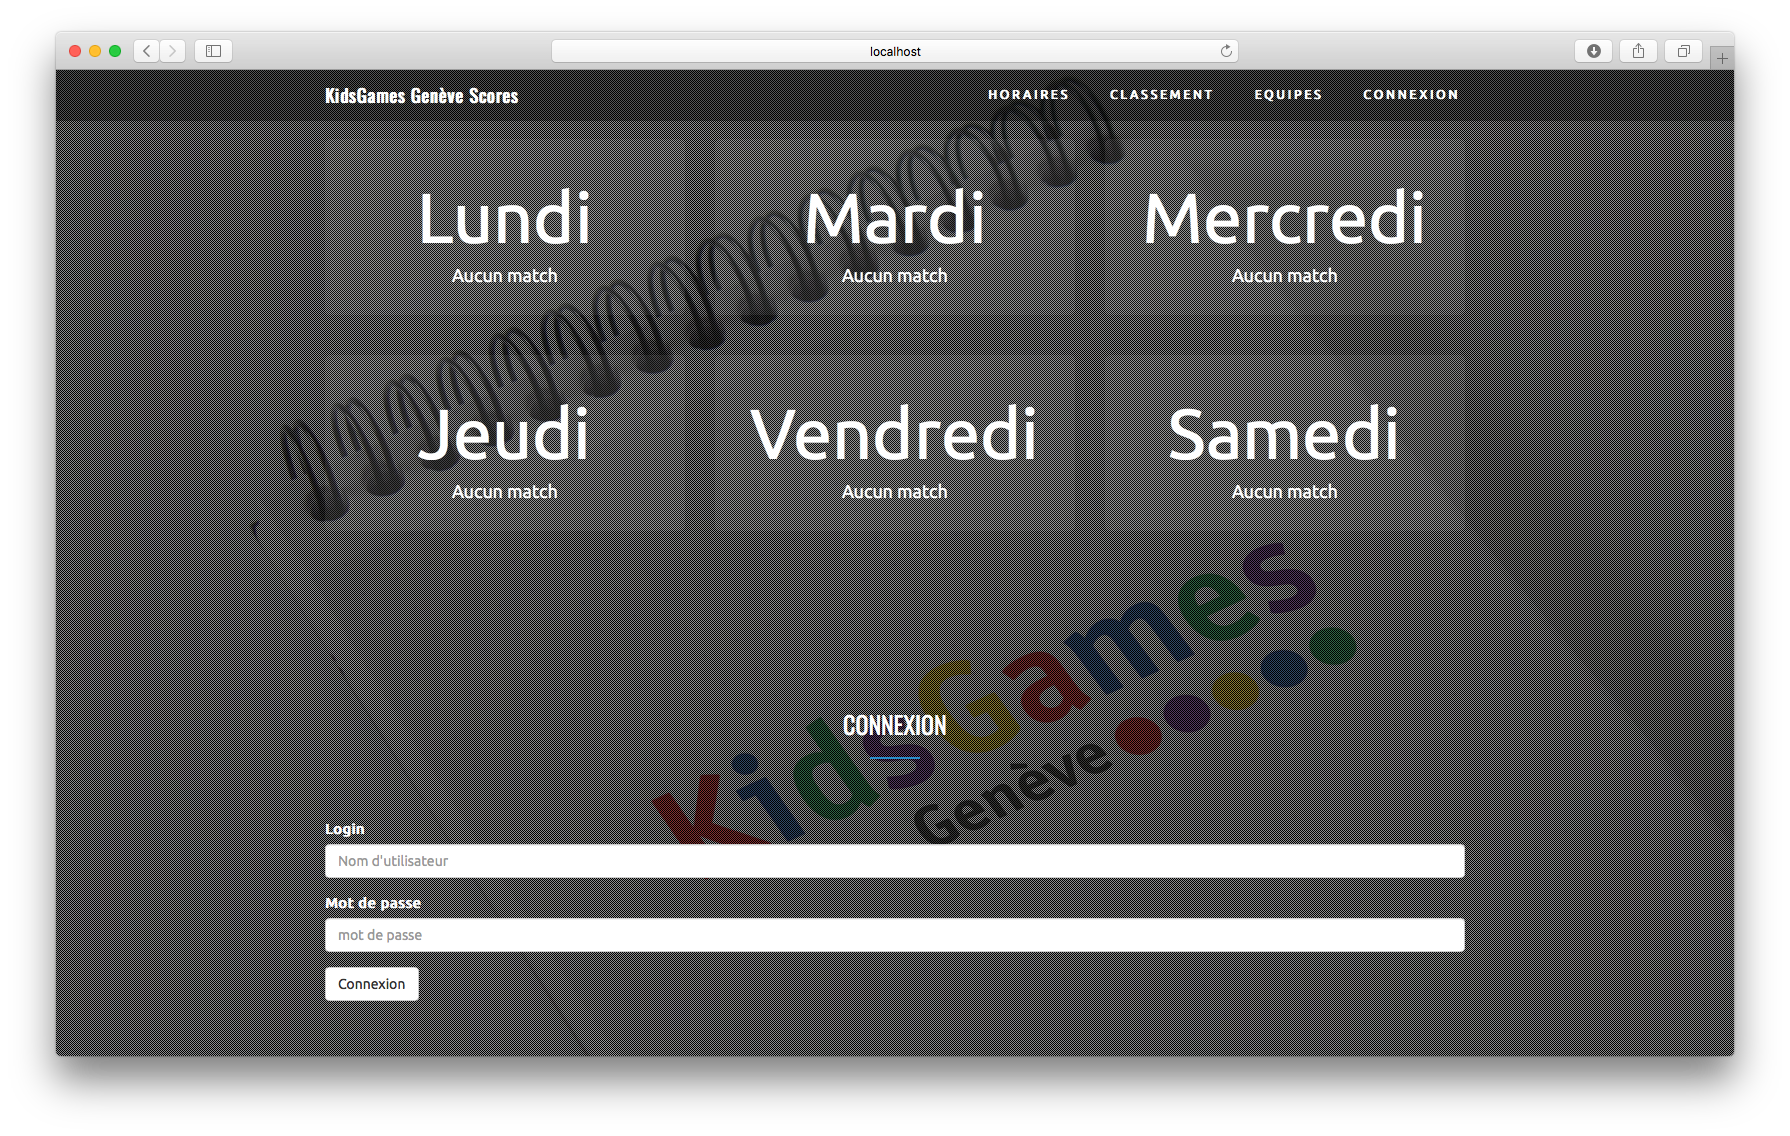 localhost
KidsGames Genève Scores
HORAIRES CLASSEMENT EQUIPES CONNEXION
Lundi Mardi Mercredi
Aucun match Aucun match Aucun match
Jeudi Vendredi Samedi
Aucun match Aucun match Aucun match
KidsGames
Genève
CONNEXION
Login
Nom d'utilisateur
Mot de passe
mot de passe
Connexion